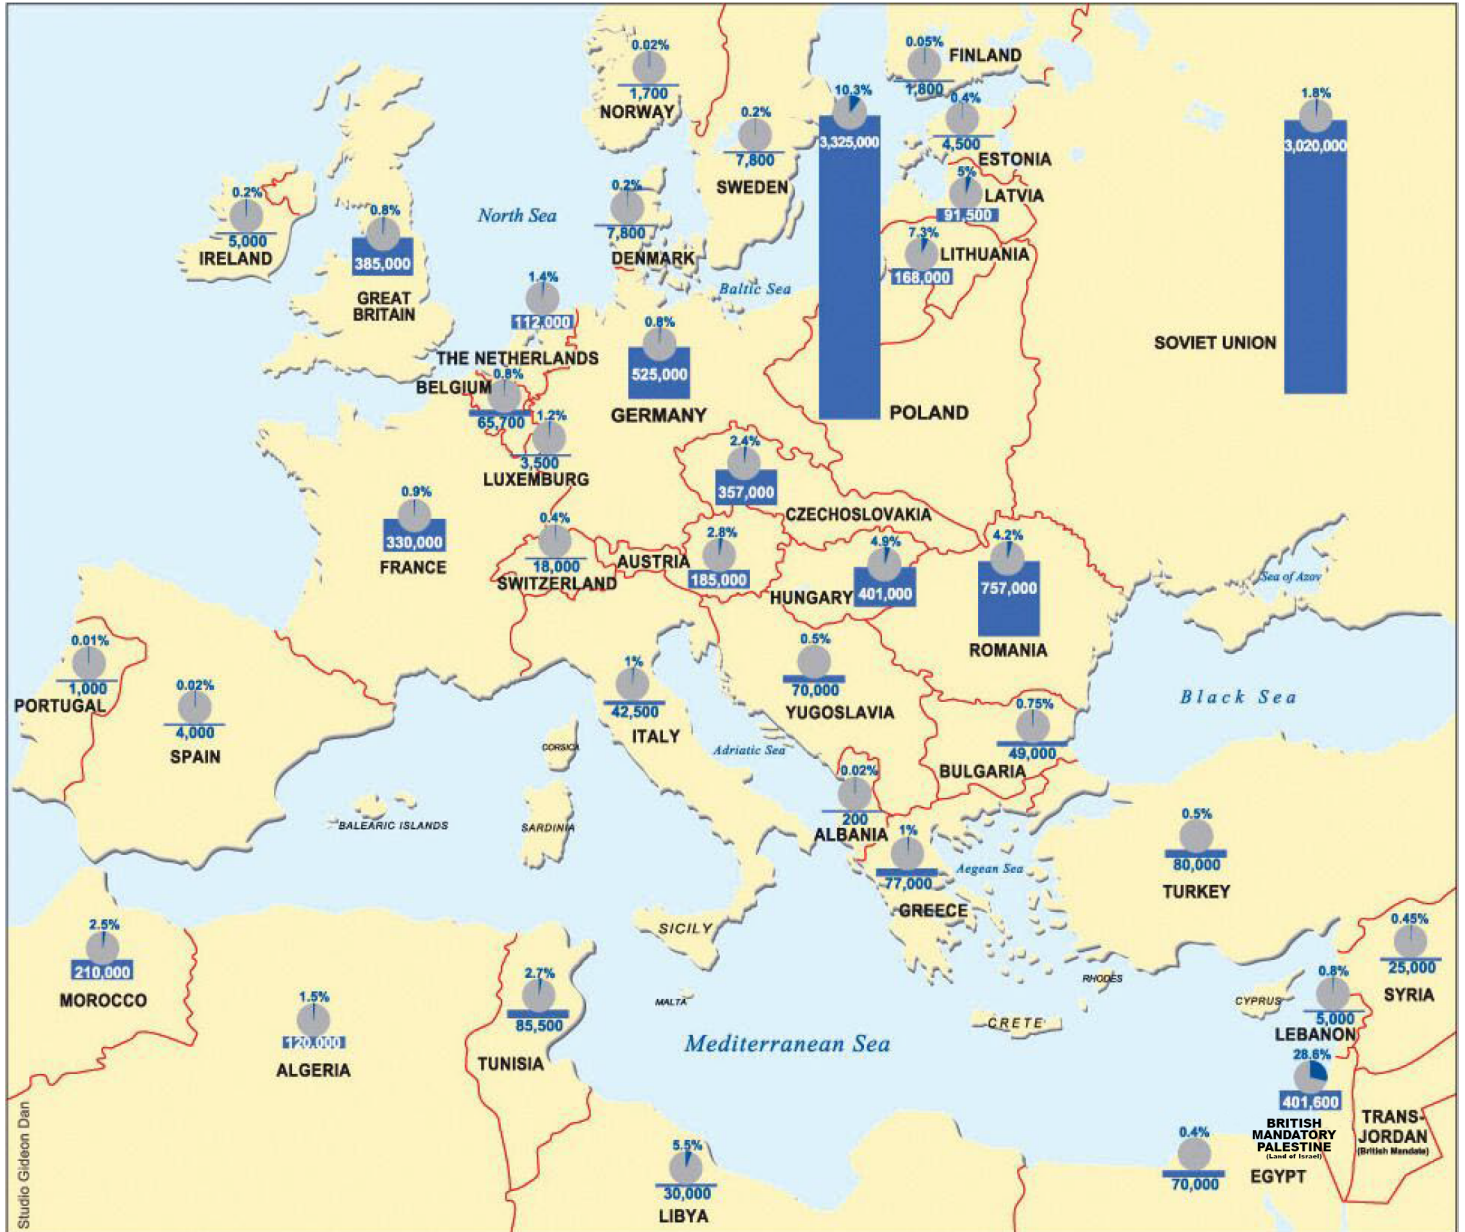 0.02%
1,700
NORWAY
0.05%
FINLAND
1,800
10.3%
3,325,000
POLAND
0.4%
4,500
ESTONIA
1.8%
3,020,000
SOVIET UNION
0.2%
7,800
SWEDEN
5%
LATVIA
91,500
0.2%
5,000
IRELAND
0.8%
385,000
GREAT
BRITAIN
North Sea
0.2%
7,800
DENMARK
7.3%
LITHUANIA
168,000
Baltic Sea
1.4%
112,000
THE NETHERLANDS
0.8%
525,000
GERMANY
BELGIUM
0.8%
65,700
1.2%
3,500
LUXEMBURG
2.4%
357,000
CZECHOSLOVAKIA
0.9%
330,000
FRANCE
0.4%
18,000
SWITZERLAND
AUSTRIA
2.8%
185,000
4.9%
401,000
HUNGARY
4.2%
757,000
ROMANIA
Sea of Azov
0.01%
1,000
PORTUGAL
0.02%
4,000
SPAIN
1%
42,500
ITALY
0.5%
70,000
YUGOSLAVIA
0.75%
49,000
BULGARIA
Black Sea
CORSICA
Adriatic Sea
0.02%
200
ALBANIA
BALEARIC ISLANDS
SARDINIA
1%
77,000
GREECE
Aegean Sea
0.5%
80,000
TURKEY
2.5%
210,000
MOROCCO
SICILY
0.45%
25,000
SYRIA
1.5%
120,000
ALGERIA
2.7%
85,500
TUNISIA
MALTA
RHODES
CRETE
CYPRUS
0.8%
5,000
LEBANON
Mediterranean Sea
28.6%
401,600
BRITISH
MANDATORY
PALESTINE
(Land of Israel)
TRANS-
JORDAN
(British Mandate)
5.5%
30,000
LIBYA
0.4%
70,000
EGYPT
Studio Gideon Dan